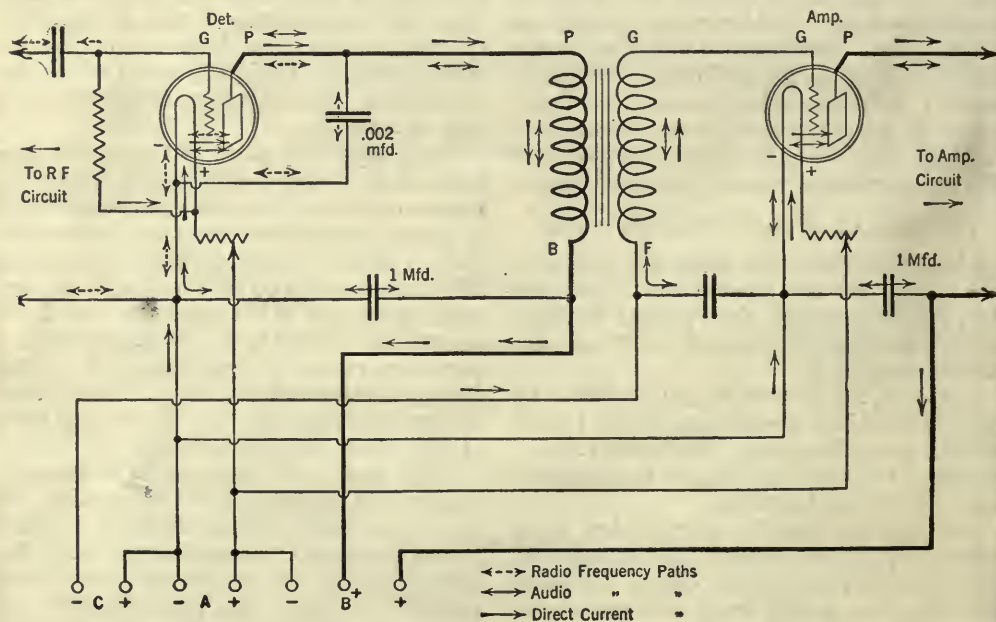 Det.
Amp.
G P
P G
G P
.002
mfd.
-
+
-
+
To R F
Circuit
To Amp.
Circuit
B F
1 Mfd.
1 Mfd.
- C + - A + - B + +
Radio Frequency Paths
Audio " "
Direct Current "